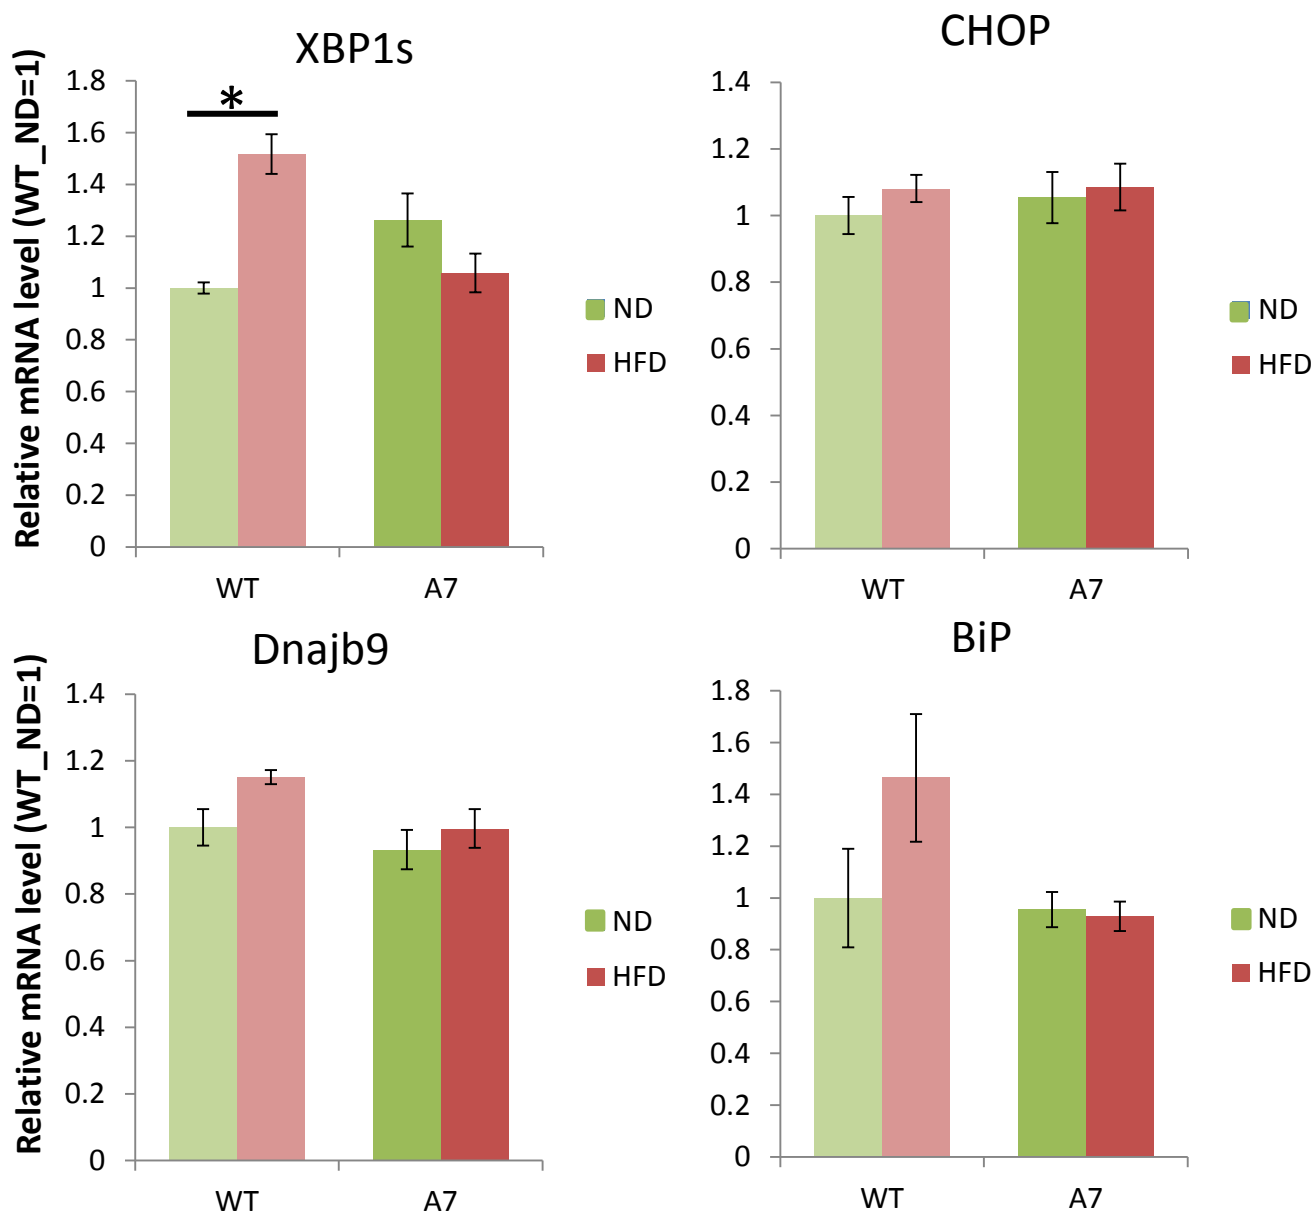 XBP1s
Relative mRNA level (WT_ND=1)
1.8
1.6
1.4
1.2
1
0.8
0.6
0.4
0.2
0
*
WT
A7
ND
HFD
CHOP
1.4
1.2
1
0.8
0.6
0.4
0.2
0
WT
A7
ND
HFD
Dnajb9
Relative mRNA level (WT_ND=1)
1.4
1.2
1
0.8
0.6
0.4
0.2
0
WT
A7
ND
HFD
BiP
1.8
1.6
1.4
1.2
1
0.8
0.6
0.4
0.2
0
WT
A7
ND
HFD